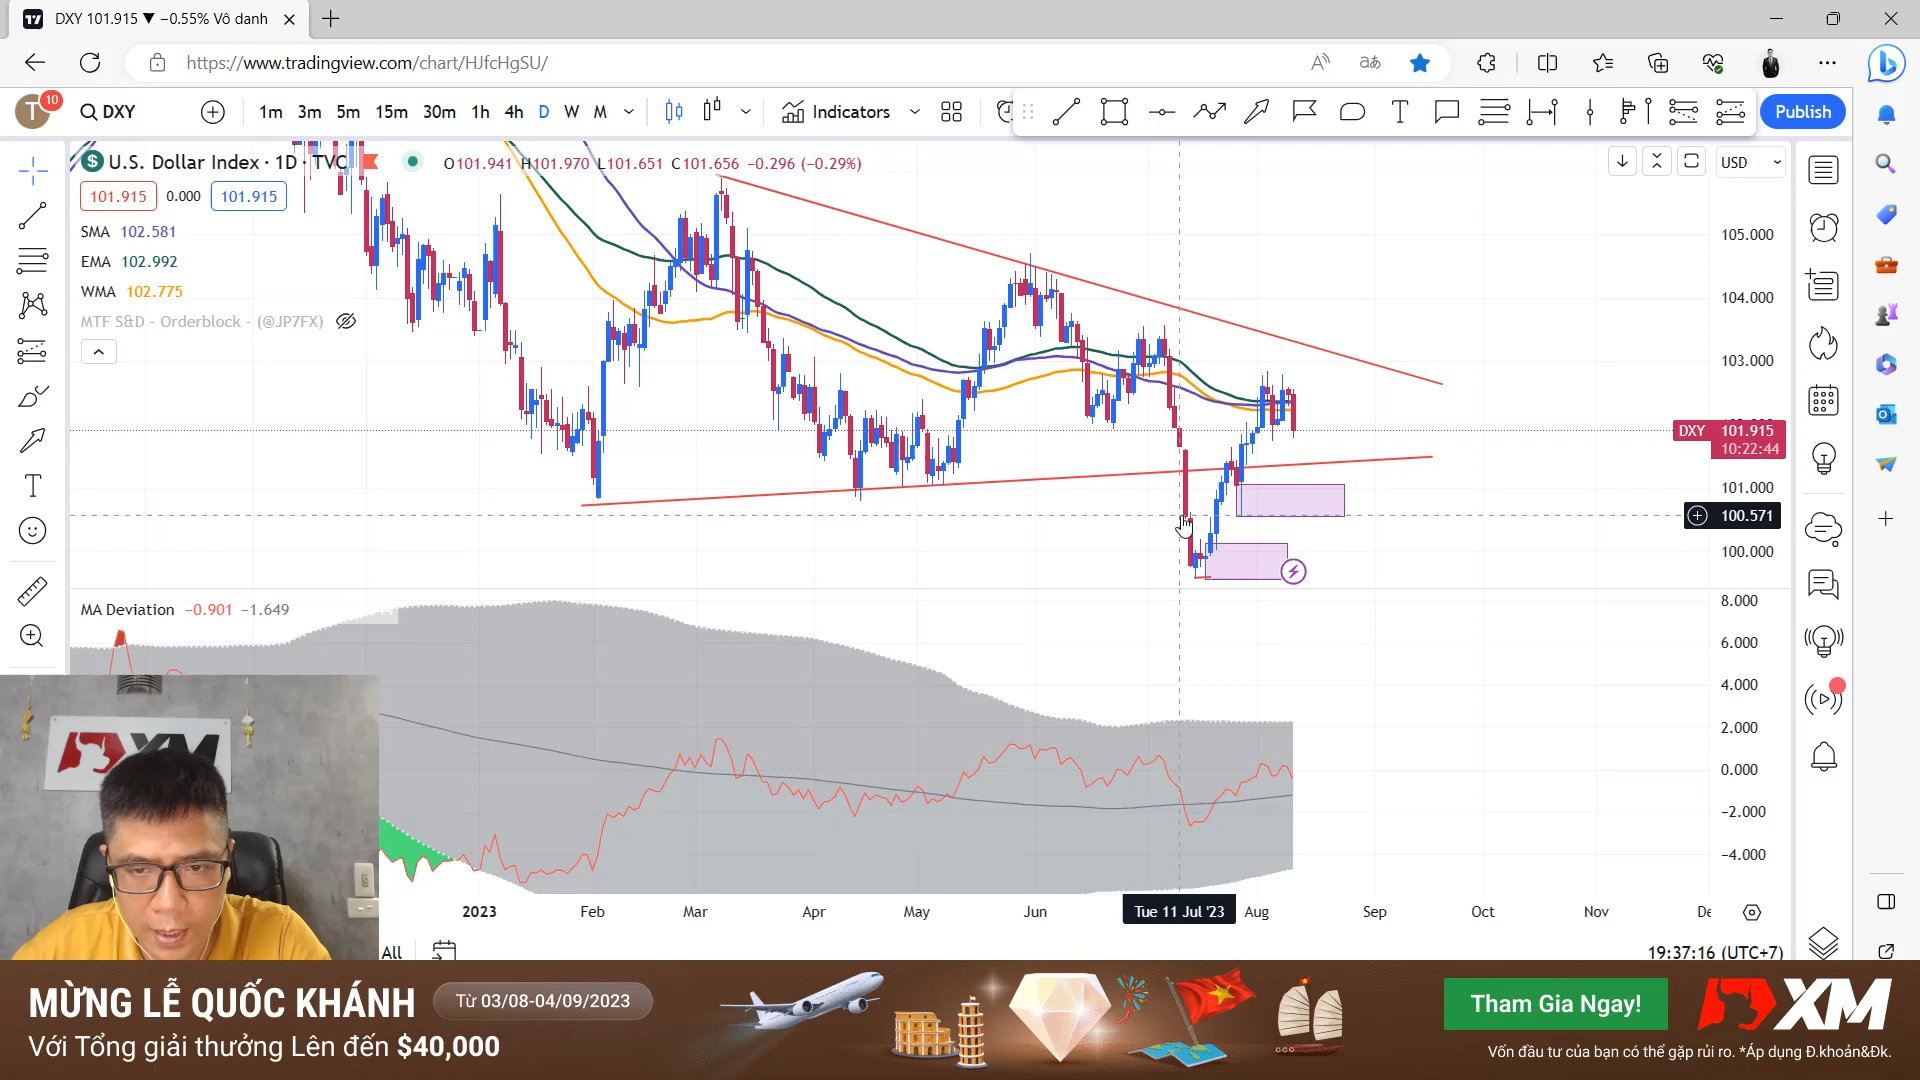 DXY 101.915 ▼ −0.55% Vô danh
https://www.tradingview.com/chart/HJfcHgSU/
T 10
DXY 1m 3m 5m 15m 30m 1h 4h D W M Indicators
Publish
U.S. Dollar Index · 1D · TVC O101.941 H101.970 L101.651 C101.656 −0.296 (−0.29%)
USD
101.915 0.000 101.915
SMA 102.581
EMA 102.992
WMA 102.775
MTF S&D - Orderblock - (@JP7FX)
105.000
104.000
103.000
DXY 101.915
10:22:44
101.000
100.571
100.000
MA Deviation −0.901 −1.649
8.000
6.000
4.000
2.000
0.000
−2.000
−4.000
XM
2023 Feb Mar Apr May Jun Tue 11 Jul '23 Aug Sep Oct Nov De
All
19:37:16 (UTC+7)
MỪNG LỄ QUỐC KHÁNH
Từ 03/08-04/09/2023
Với Tổng giải thưởng Lên đến $40,000
Tham Gia Ngay!
XM
Vốn đầu tư của bạn có thể gặp rủi ro. *Áp dụng Đ.khoản&Đk.